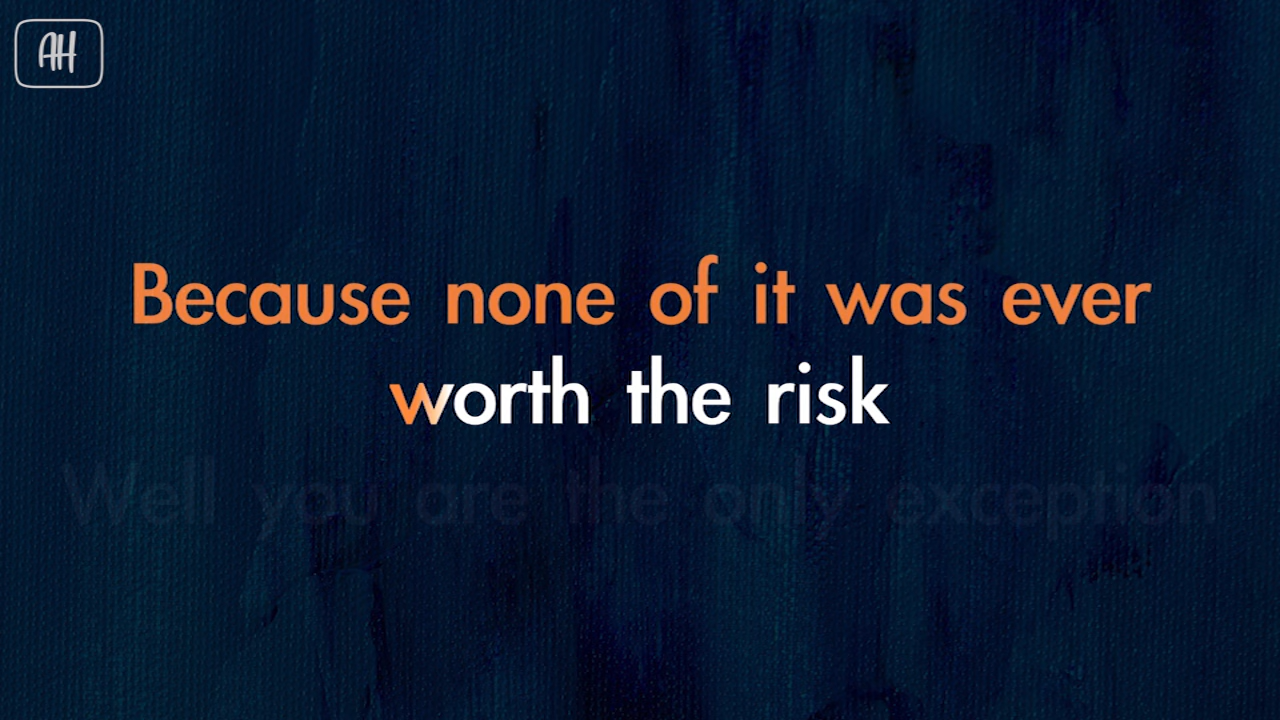 AH
Because none of it was ever
worth the risk
Well you are the only exception